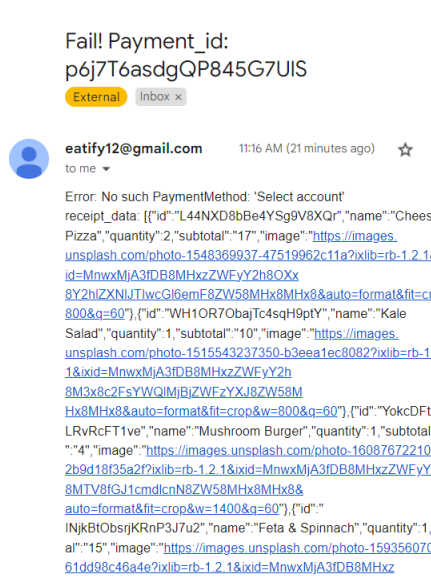 Fail! Payment_id:
p6j7T6asdgQP845G7UIS
External Inbox ×
eatify12@gmail.com 11:16 AM (21 minutes ago)
to me
Error: No such PaymentMethod: 'Select account'
receipt_data: [{"id":"L44NXD8bBe4YSg9V8XQr","name":"Chees
Pizza","quantity":2,"subtotal":"17","image":"https://images.
unsplash.com/photo-1548369937-47519962c11a?ixlib=rb-1.2.1&
id=MnwxMjA3fDB8MHxzZWFyY2h8OXx
8Y2hlZXNlJTIwcGl6emF8ZW58MHx8MHx8&auto=format&fit=cr
800&q=60"},{"id":"WH1OR7ObajTc4sqH9ptY","name":"Kale
Salad","quantity":1,"subtotal":"10","image":"https://images.
unsplash.com/photo-1515543237350-b3eea1ec8082?ixlib=rb-1
1&ixid=MnwxMjA3fDB8MHxzZWFyY2h
8M3x8c2FsYWQlMjBjZWFzYXJ8ZW58M
Hx8MHx8&auto=format&fit=crop&w=800&q=60"},{"id":"YokcDFt
LRvRcFT1ve","name":"Mushroom Burger","quantity":1,"subtotal
":"4","image":"https://images.unsplash.com/photo-16087672210
2b9d18f35a2f?ixlib=rb-1.2.1&ixid=MnwxMjA3fDB8MHxzZWFyY
8MTV8fGJ1cmdlcnN8ZW58MHx8MHx8&
auto=format&fit=crop&w=1400&q=60"},{"id":"
INjkBtObsrjKRnP3J7u2","name":"Feta & Spinnach","quantity":1,
al":"15","image":"https://images.unsplash.com/photo-159356070
61dd98c46a4e?ixlib=rb-1.2.1&ixid=MnwxMjA3fDB8MHxz